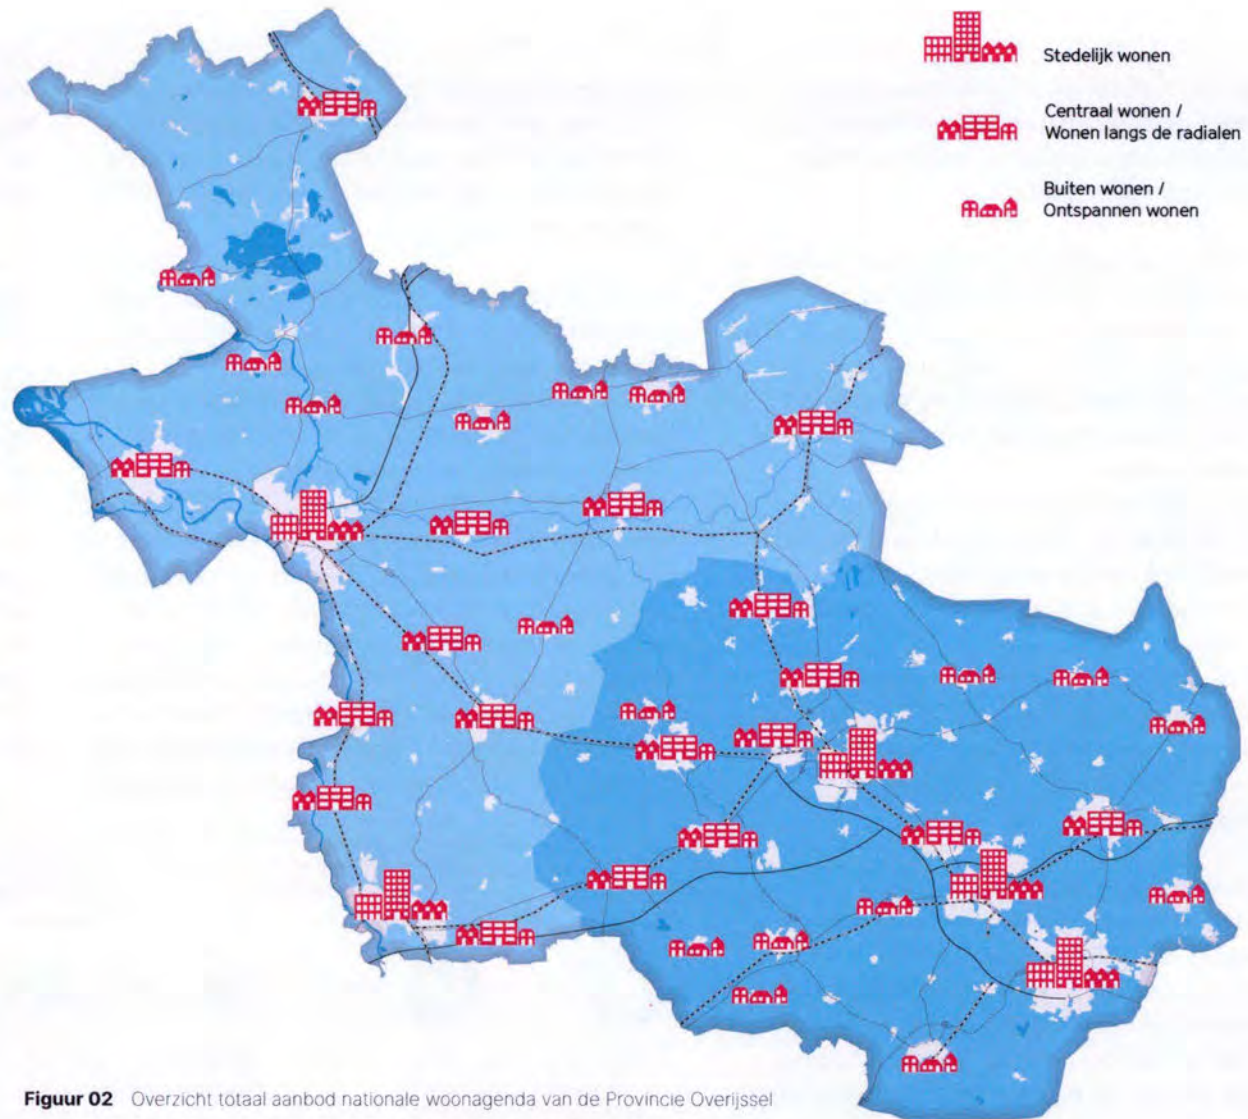 Stedelijk wonen
Centraal wonen /
Wonen langs de radialen
Buiten wonen /
Ontspannen wonen
Figuur 02 Overzicht totaal aanbod nationale woonagenda van de Provincie Overijssel